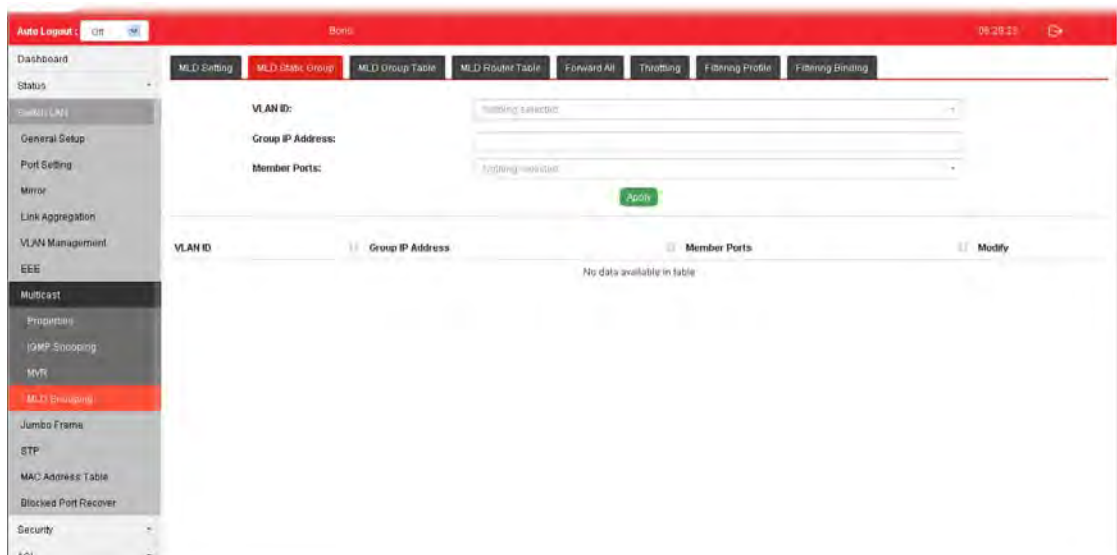 Auto Logout : Off
Dashboard
Status
Switch LAN
General Setup
Port Setting
Mirror
Link Aggregation
VLAN Management
EEE
Multicast
Properties
IGMP Snooping
MVR
MLD Snooping
Jumbo Frame
STP
MAC Address Table
Blocked Port Recover
Security
ACL
MLD Setting MLD Static Group MLD Group Table MLD Router Table Forward All Throttling Filtering Profile Filtering Binding
VLAN ID: Nothing selected
Group IP Address:
Member Ports: Nothing selected
Apply
VLAN ID Group IP Address Member Ports Modify
No data available in table